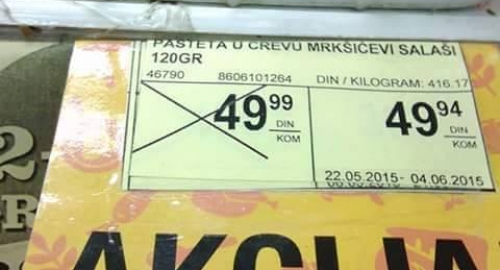 PAŠTETA U CREVU MRKŠIĆEVI SALAŠI
120GR
46790 8606101264 DIN / KILOGRAM: 416.17
49 99 DIN KOM
49 94 DIN KOM
22.05.2015- 04.06.2015
AKCIJA